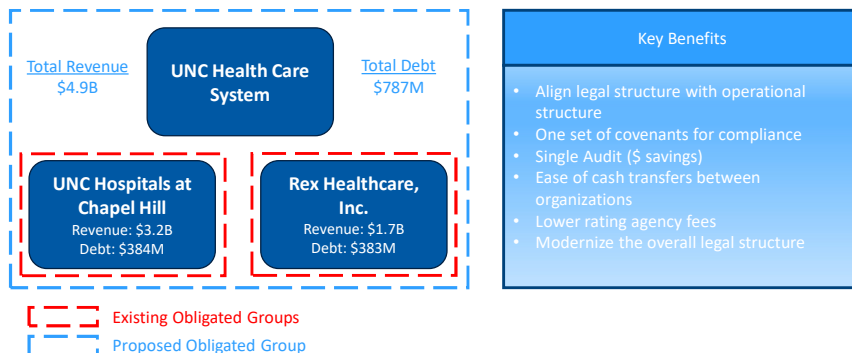 Total Revenue
$4.9B
UNC Health Care
System
Total Debt
$787M
UNC Hospitals at
Chapel Hill
Revenue: $3.2B
Debt: $384M
Rex Healthcare,
Inc.
Revenue: $1.7B
Debt: $383M
Existing Obligated Groups
Proposed Obligated Group
Key Benefits
• Align legal structure with operational
structure
• One set of covenants for compliance
• Single Audit ($ savings)
• Ease of cash transfers between
organizations
• Lower rating agency fees
• Modernize the overall legal structure